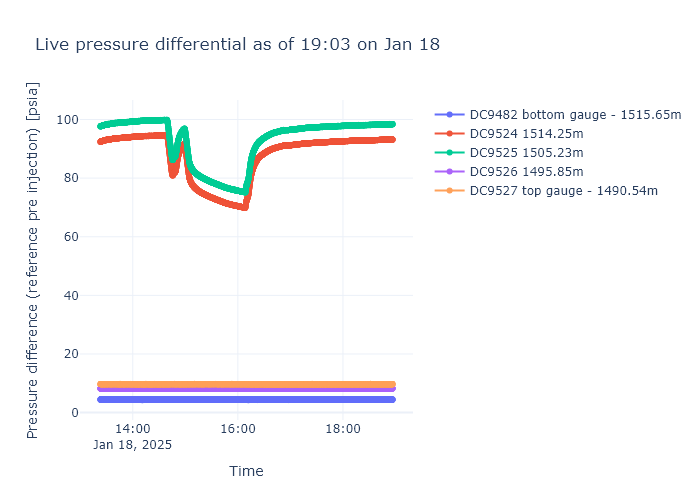 Live pressure differential as of 19:03 on Jan 18
Pressure difference (reference pre injection) [psia]
100
80
60
40
20
0
14:00
Jan 18, 2025
16:00
18:00
Time
DC9482 bottom gauge - 1515.65m
DC9524 1514.25m
DC9525 1505.23m
DC9526 1495.85m
DC9527 top gauge - 1490.54m